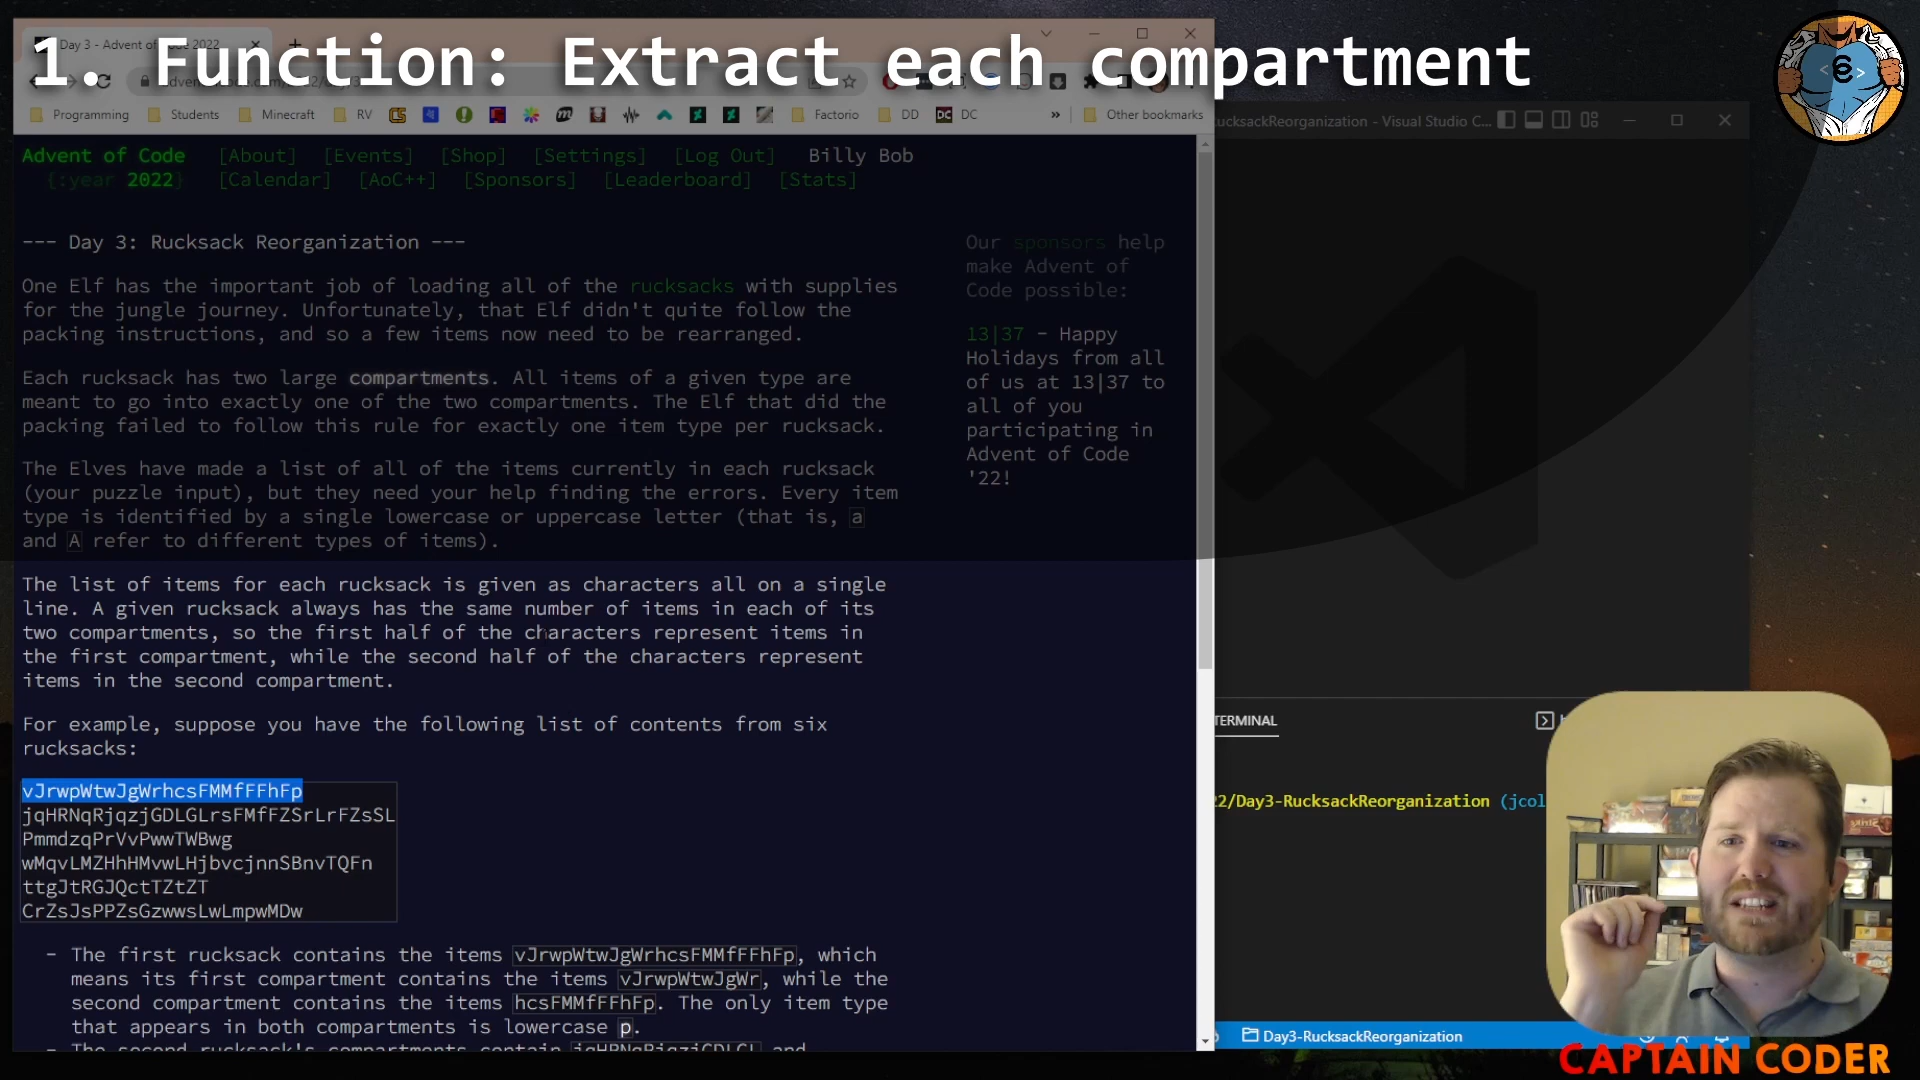 1. Function: Extract each compartment
Day 3 - Advent of Code 2022
Programming Students Minecraft RV Factorio DD DC » Other bookmarks
RucksackReorganization - Visual Studio C...
Advent of Code [About] [Events] [Shop] [Settings] [Log Out] Billy Bob
{:year 2022} [Calendar] [AoC++] [Sponsors] [Leaderboard] [Stats]
--- Day 3: Rucksack Reorganization ---
One Elf has the important job of loading all of the rucksacks with supplies
for the jungle journey. Unfortunately, that Elf didn't quite follow the
packing instructions, and so a few items now need to be rearranged.
Each rucksack has two large compartments. All items of a given type are
meant to go into exactly one of the two compartments. The Elf that did the
packing failed to follow this rule for exactly one item type per rucksack.
The Elves have made a list of all of the items currently in each rucksack
(your puzzle input), but they need your help finding the errors. Every item
type is identified by a single lowercase or uppercase letter (that is, a
and A refer to different types of items).
The list of items for each rucksack is given as characters all on a single
line. A given rucksack always has the same number of items in each of its
two compartments, so the first half of the characters represent items in
the first compartment, while the second half of the characters represent
items in the second compartment.
For example, suppose you have the following list of contents from six
rucksacks:
vJrwpWtwJgWrhcsFMMfFFhFp
jqHRNqRjqzjGDLGLrsFMfFZSrLrFZsSL
PmmdzqPrVvPwwTWBwg
wMqvLMZHhHMvwLHjbvcjnnSBnvTQFn
ttgJtRGJQctTZtZT
CrZsJsPPZsGzwwsLwLmpwMDw
- The first rucksack contains the items vJrwpWtwJgWrhcsFMMfFFhFp, which
means its first compartment contains the items vJrwpWtwJgWr, while the
second compartment contains the items hcsFMMfFFhFp. The only item type
that appears in both compartments is lowercase p.
- The second rucksack's compartments contain jqHRNqRjqzjGDLGL and
Our sponsors help
make Advent of
Code possible:
13|37 - Happy
Holidays from all
of us at 13|37 to
all of you
participating in
Advent of Code
'22!
TERMINAL
22/Day3-RucksackReorganization (jcol
Day3-RucksackReorganization
CAPTAIN CODER